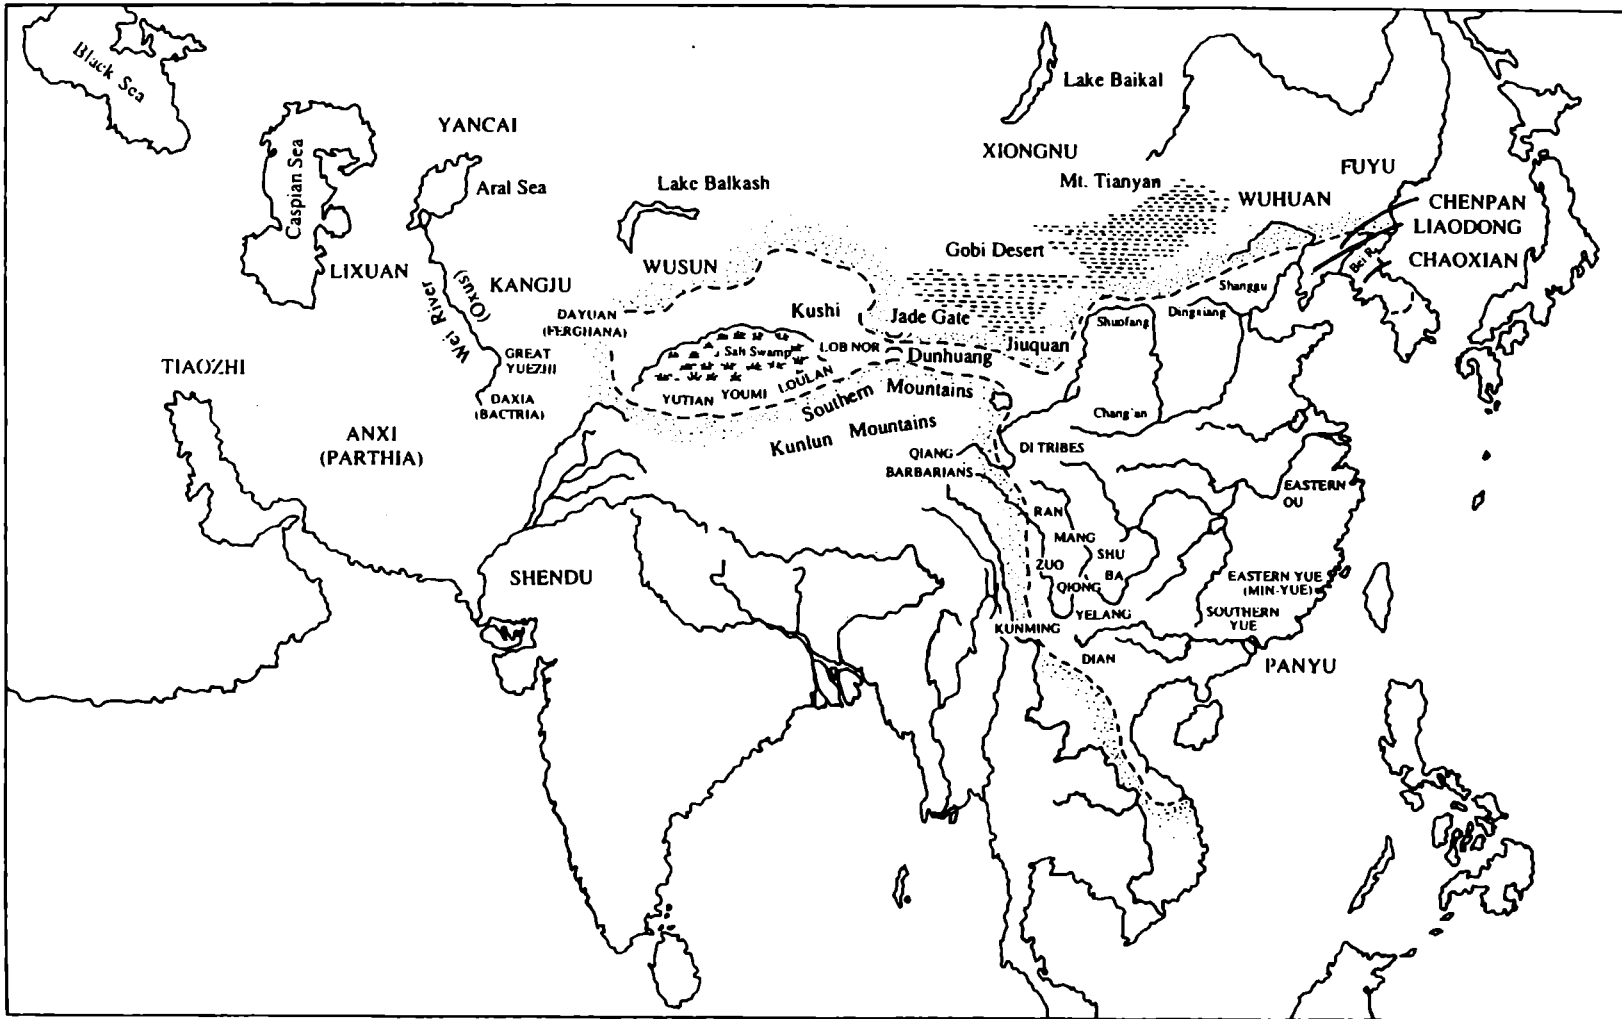 Black Sea
Lake Baikal
YANCAI
XIONGNU
Caspian Sea
Aral Sea
Lake Balkash
Mt. Tianyan
FUYU
WUHUAN
CHENPAN
LIAODONG
Gobi Desert
Bei R.
CHAOXIAN
LIXUAN
WUSUN
KANGJU
Wei River
(Oxus)
Shanggu
DAYUAN
(FERGHANA)
Kushi
Jade Gate
Shuofang
Dingxiang
Salt Swamp
LOB NOR
Dunhuang
Jiuquan
GREAT
YUEZHI
TIAOZHI
YUTIAN
YOUMI
LOULAN
DAXIA
(BACTRIA)
Southern Mountains
Chang'an
Kunlun Mountains
ANXI
(PARTHIA)
DI TRIBES
QIANG
BARBARIANS
EASTERN
OU
RAN
MANG
SHU
ZUO
BA
QIONG
SHENDU
EASTERN YUE
(MIN-YUE)
YELANG
SOUTHERN
YUE
KUNMING
DIAN
PANYU